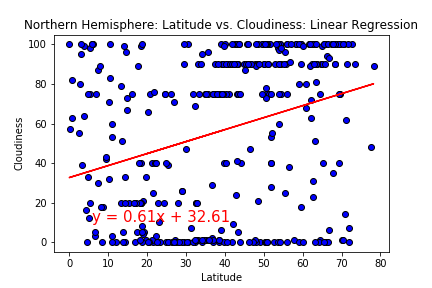 Northern Hemisphere: Latitude vs. Cloudiness: Linear Regression
100
80
60
40
20
0
Cloudiness
y = 0.61x + 32.61
0 10 20 30 40 50 60 70 80
Latitude